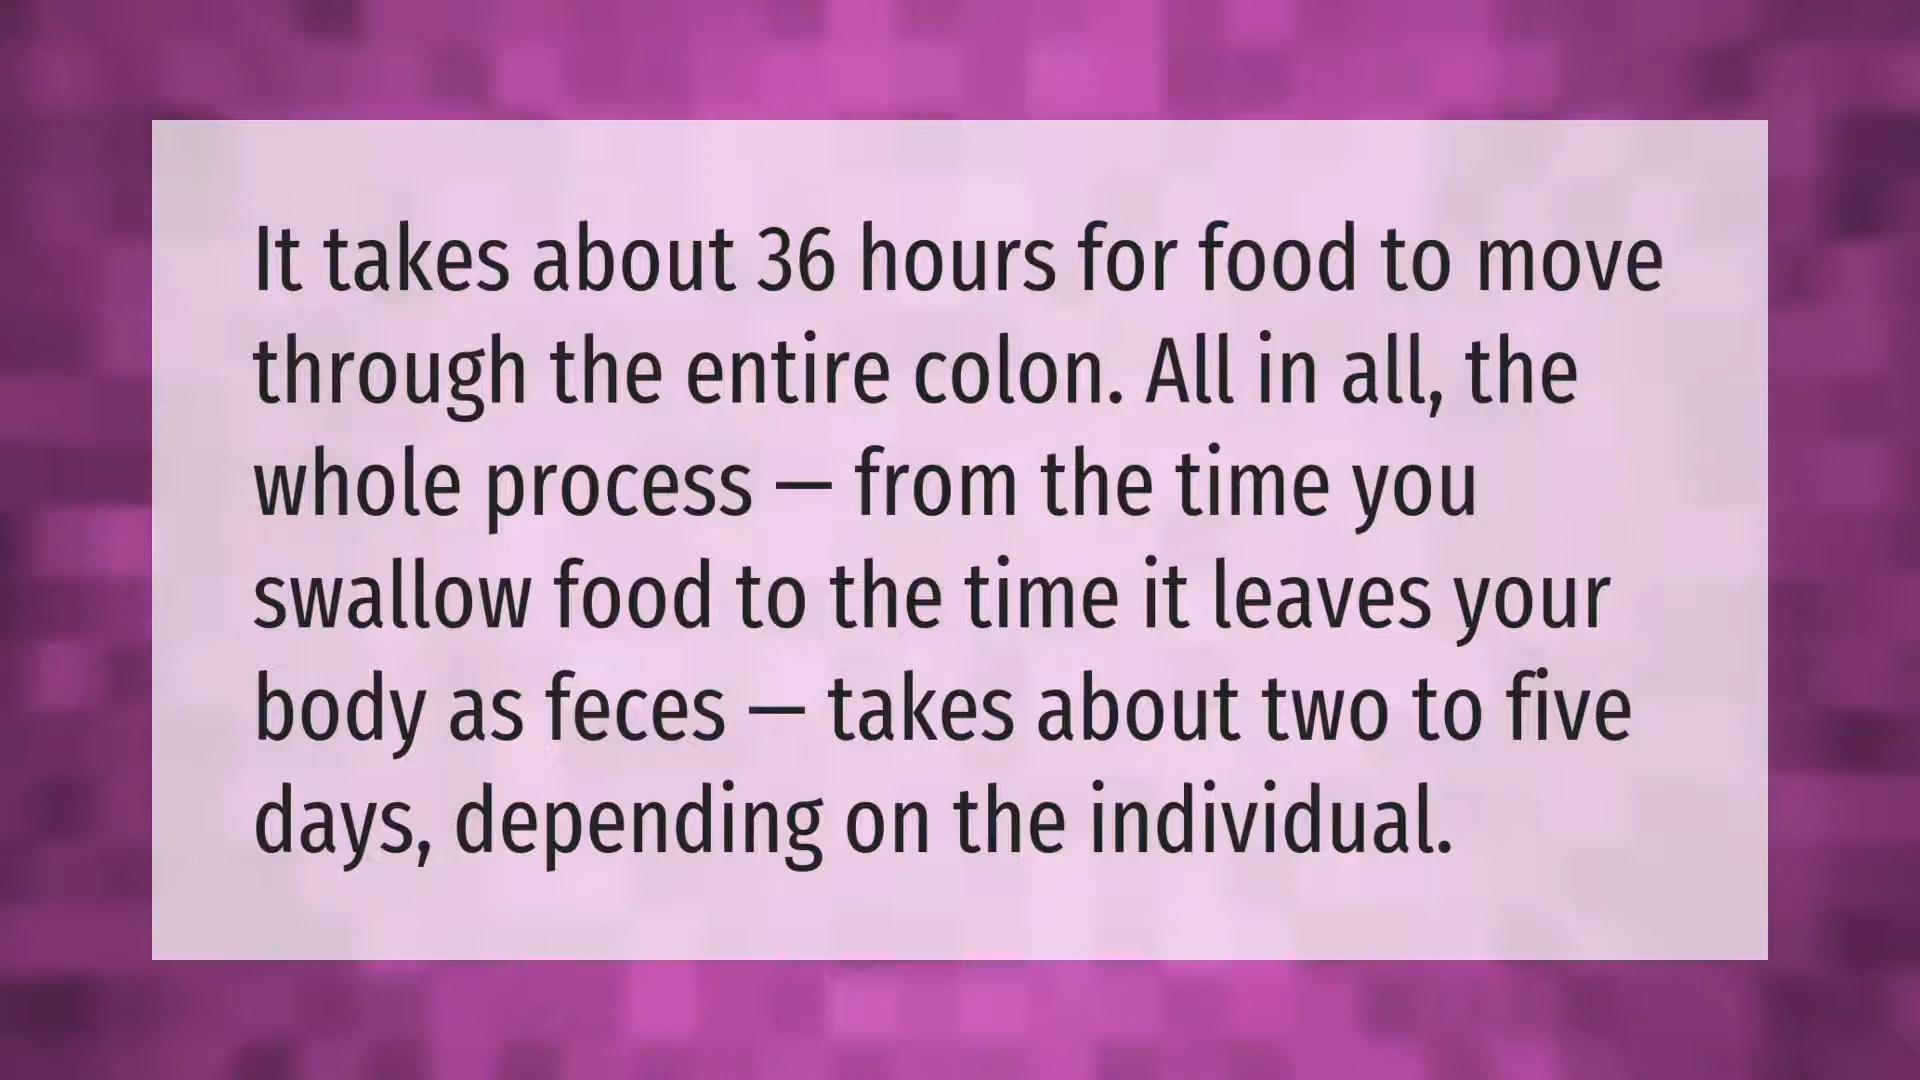 It takes about 36 hours for food to move
through the entire colon. All in all, the
whole process — from the time you
swallow food to the time it leaves your
body as feces — takes about two to five
days, depending on the individual.